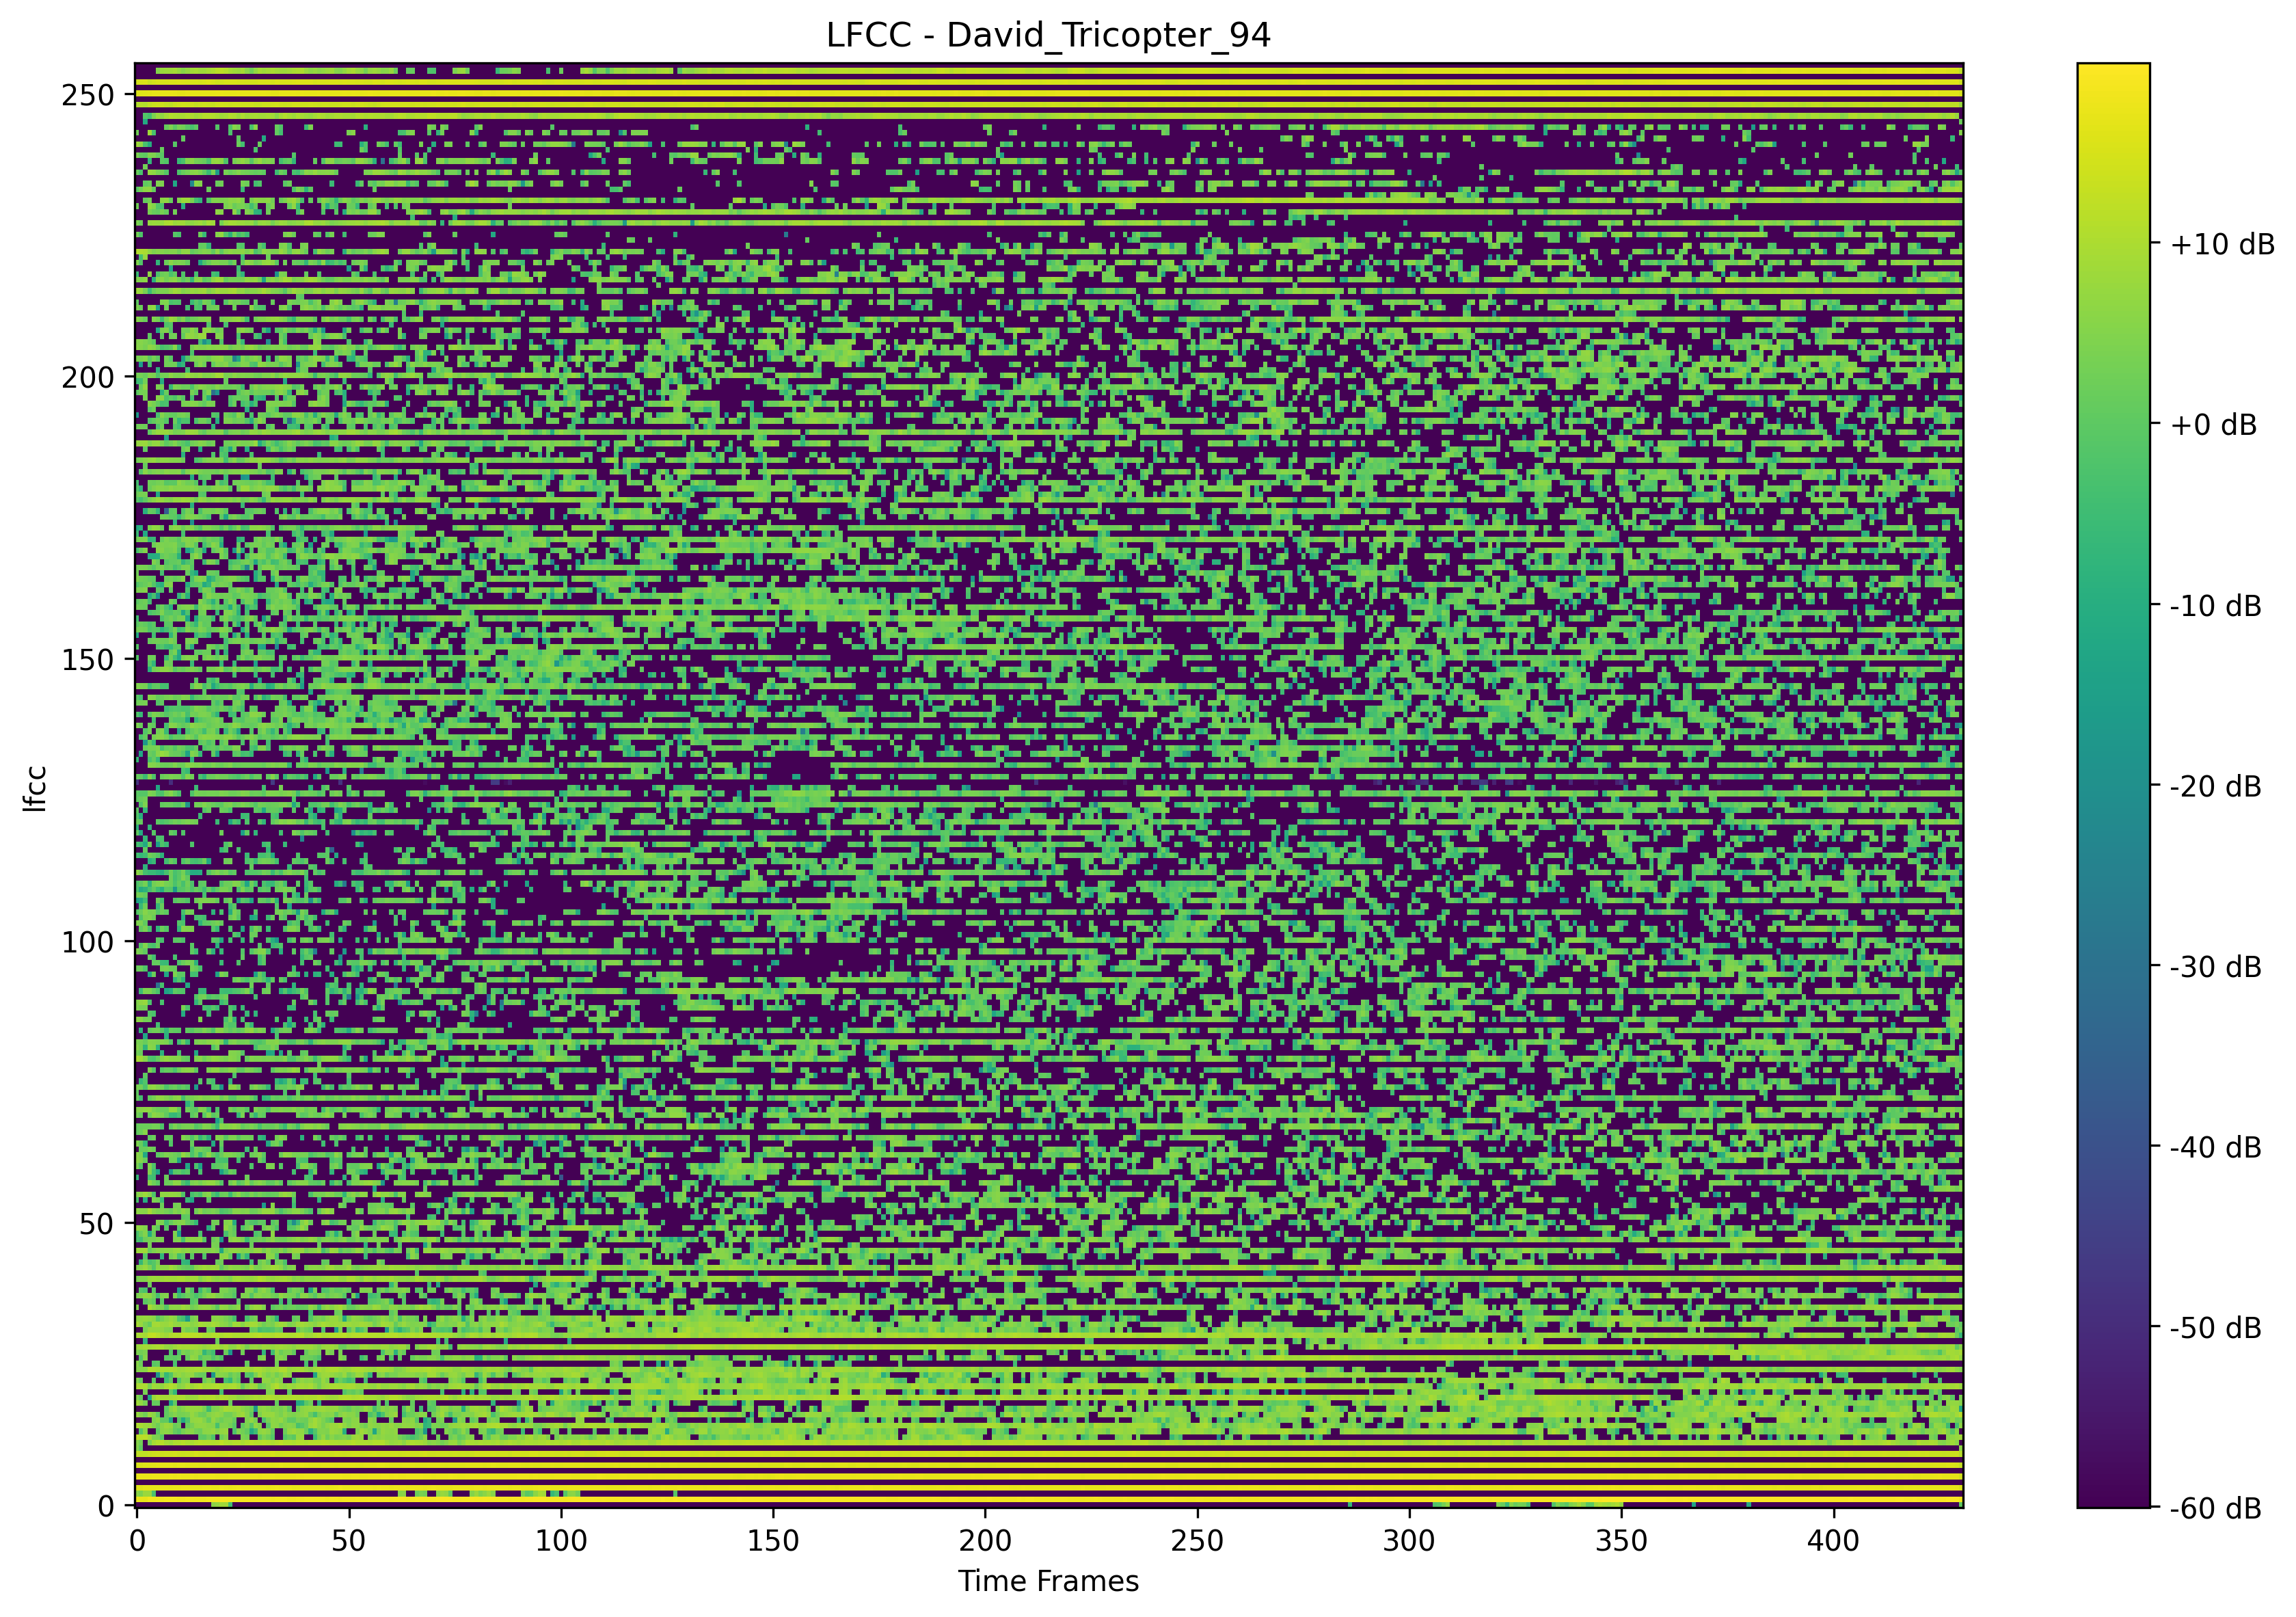 LFCC - David_Tricopter_94
lfcc
250
200
150
100
50
0
0 50 100 150 200 250 300 350 400
Time Frames
+10 dB
+0 dB
-10 dB
-20 dB
-30 dB
-40 dB
-50 dB
-60 dB